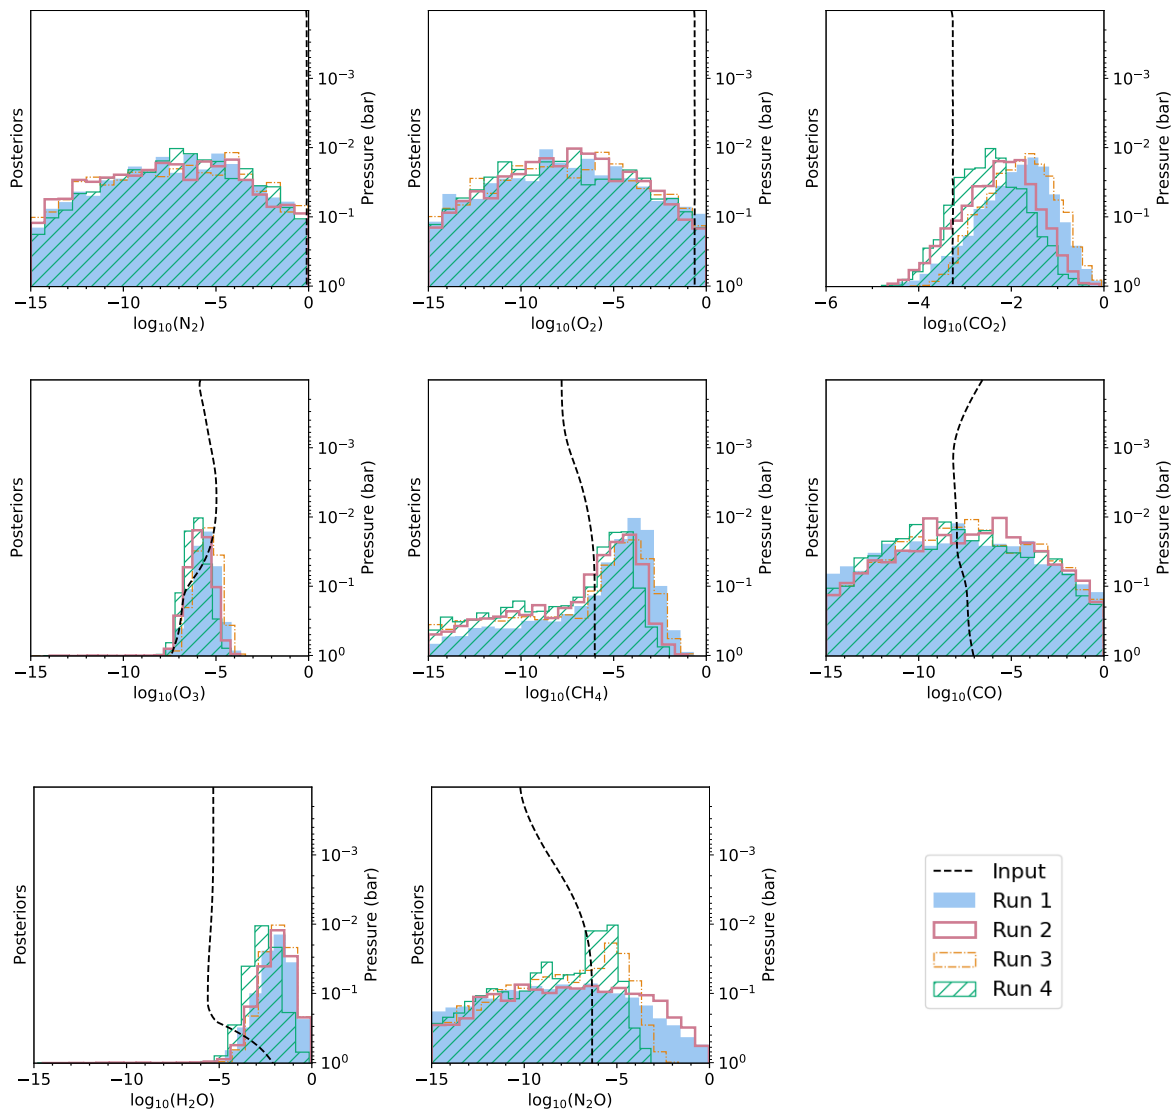 Posteriors
−15 −10 −5 0
log₁₀(N₂)
10⁻³
10⁻²
10⁻¹
10⁰
Pressure (bar)
Posteriors
−15 −10 −5 0
log₁₀(O₂)
10⁻³
10⁻²
10⁻¹
10⁰
Pressure (bar)
Posteriors
−6 −4 −2 0
log₁₀(CO₂)
10⁻³
10⁻²
10⁻¹
10⁰
Pressure (bar)
Posteriors
−15 −10 −5 0
log₁₀(O₃)
10⁻³
10⁻²
10⁻¹
10⁰
Pressure (bar)
Posteriors
−15 −10 −5 0
log₁₀(CH₄)
10⁻³
10⁻²
10⁻¹
10⁰
Pressure (bar)
Posteriors
−15 −10 −5 0
log₁₀(CO)
10⁻³
10⁻²
10⁻¹
10⁰
Pressure (bar)
Posteriors
−15 −10 −5 0
log₁₀(H₂O)
10⁻³
10⁻²
10⁻¹
10⁰
Pressure (bar)
Posteriors
−15 −10 −5 0
log₁₀(N₂O)
10⁻³
10⁻²
10⁻¹
10⁰
Pressure (bar)
Input
Run 1
Run 2
Run 3
Run 4